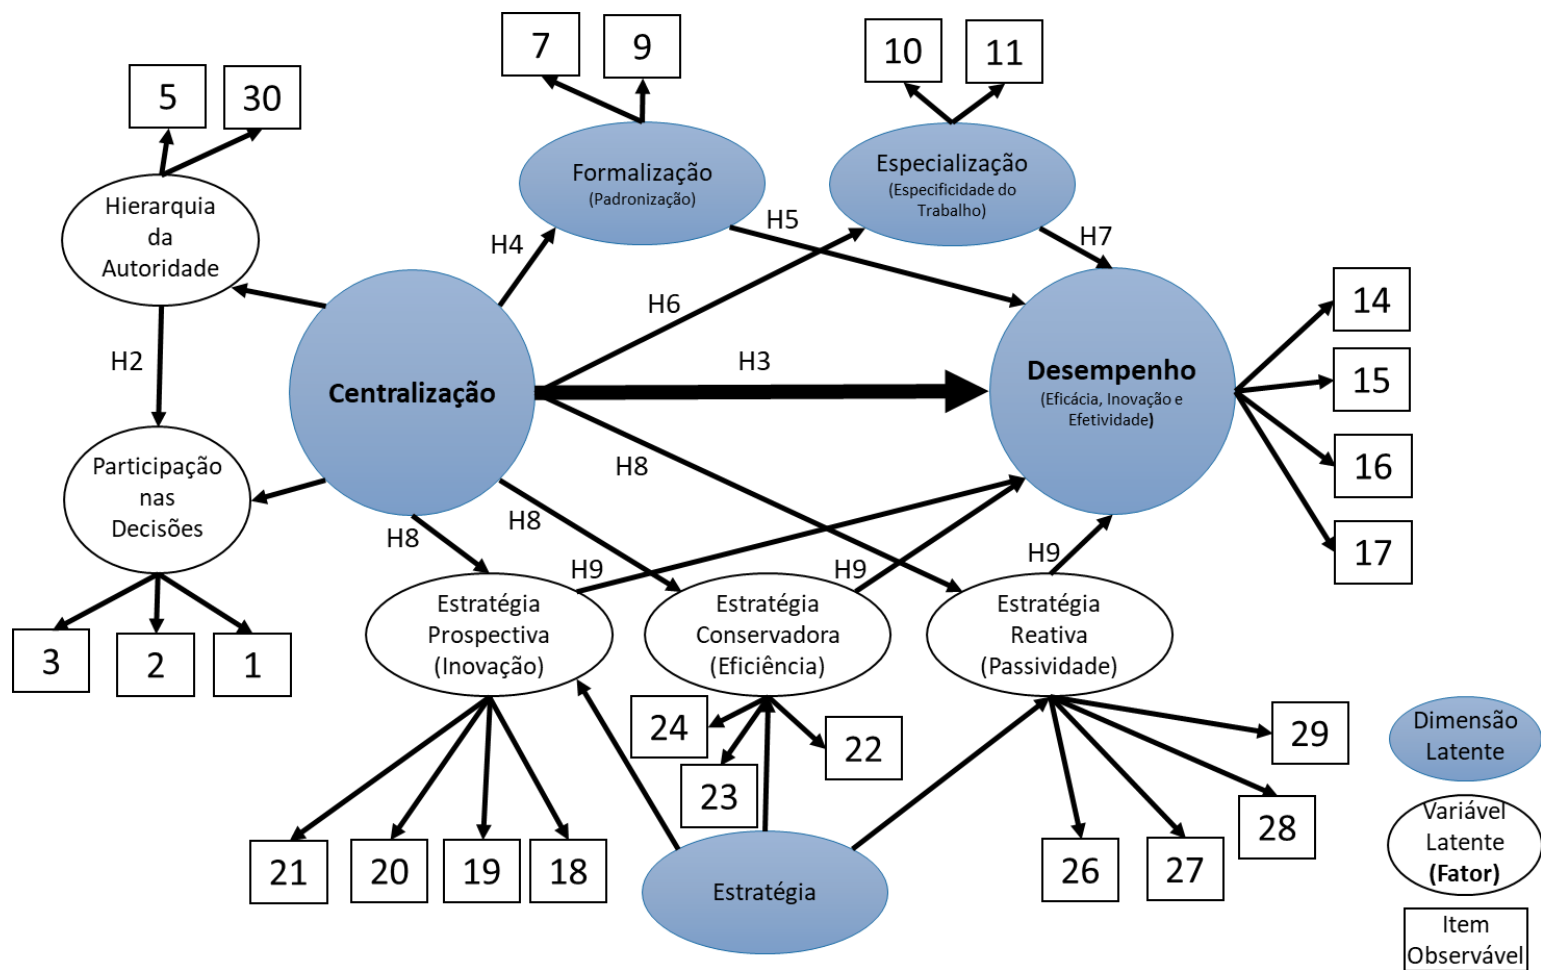 7
9
10
11
5
30
Formalização
(Padronização)
Especialização
(Especificidade do
Trabalho)
Hierarquia
da
Autoridade
H4
H5
H7
H6
H2
H3
Centralização
Desempenho
(Eficácia, Inovação e
Efetividade)
14
15
16
17
Participação
nas
Decisões
H8
H8
H8
H9
H9
H9
3
2
1
Estratégia
Prospectiva
(Inovação)
Estratégia
Conservadora
(Eficiência)
Estratégia
Reativa
(Passividade)
24
23
22
29
28
27
26
21
20
19
18
Estratégia
Dimensão
Latente
Variável
Latente
(Fator)
Item
Observável